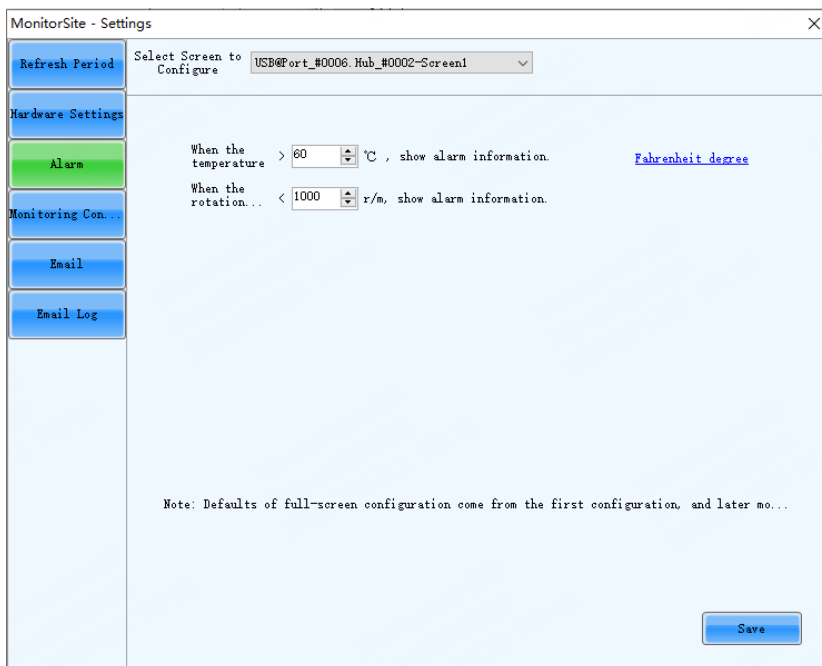 MonitorSite - Settings
Refresh Period
Hardware Settings
Alarm
Monitoring Con...
Email
Email Log
Select Screen to
Configure
USB@Port_#0006.Hub_#0002-Screen1
When the
temperature > 60 ℃ , show alarm information.
Fahrenheit degree
When the
rotation... < 1000 r/m, show alarm information.
Note: Defaults of full-screen configuration come from the first configuration, and later mo...
Save